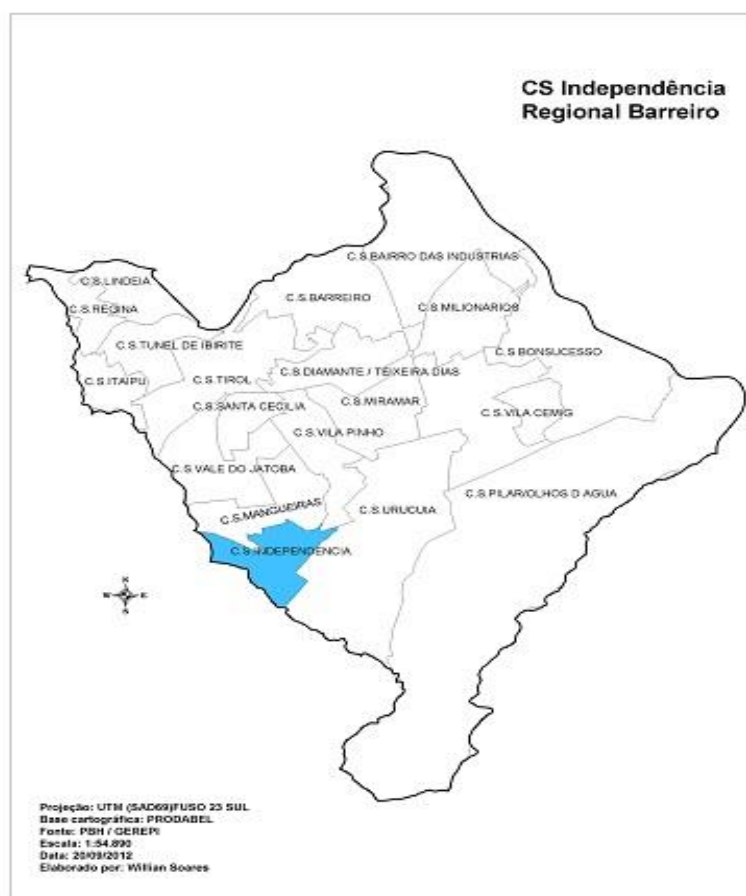 CS Independência
Regional Barreiro
C.S.BAIRRO DAS INDUSTRIAS
C.S.LINDEIA
C.S.BARREIRO
C.S.REGINA
C.S.MILIONARIOS
C.S.TUNEL DE IBIRITE
C.S.BONSUCESSO
C.S.ITAIPU
C.S.TIROL
C.S.DIAMANTE / TEIXEIRA DIAS
C.S.SANTA CECILIA
C.S.MIRAMAR
C.S.VILA CEMIG
C.S.VILA PINHO
C.S.VALE DO JATOBA
C.S.PILAR/OLHOS D AGUA
C.S.MANGUEIRAS
C.S.URUCUIA
C.S.INDEPENDENCIA
W E
S
Projeção: UTM (SAD69)FUSO 23 SUL
Base cartográfica: PRODABEL
Fonte: PBH / GEREPI
Escala: 1:54.890
Data: 20/09/2012
Elaborado por: Willian Soares